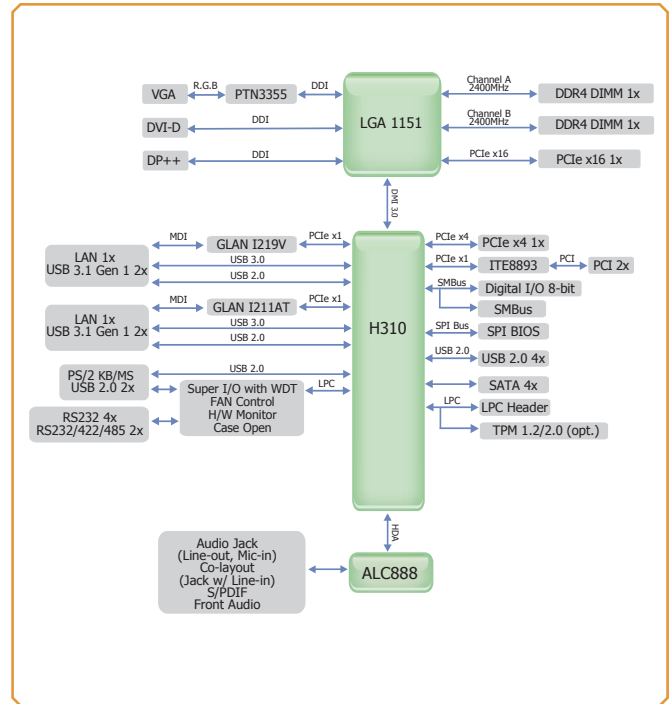 VGA
R.G.B
PTN3355
DDI
DVI-D
DDI
DP++
DDI
LGA 1151
Channel A
2400MHz
DDR4 DIMM 1x
Channel B
2400MHz
DDR4 DIMM 1x
PCIe x16
PCIe x16 1x
DMI 3.0
LAN 1x
USB 3.1 Gen 1 2x
MDI
GLAN I219V
PCIe x1
USB 3.0
USB 2.0
LAN 1x
USB 3.1 Gen 1 2x
MDI
GLAN I211AT
PCIe x1
USB 3.0
USB 2.0
PS/2 KB/MS
USB 2.0 2x
USB 2.0
Super I/O with WDT
FAN Control
H/W Monitor
Case Open
LPC
RS232 4x
RS232/422/485 2x
H310
PCIe x4
PCIe x4 1x
PCIe x1
ITE8893
PCI
PCI 2x
SMBus
Digital I/O 8-bit
SMBus
SPI Bus
SPI BIOS
USB 2.0
USB 2.0 4x
SATA 4x
LPC
LPC Header
TPM 1.2/2.0 (opt.)
HDA
Audio Jack
(Line-out, Mic-in)
Co-layout
(Jack w/ Line-in)
S/PDIF
Front Audio
ALC888